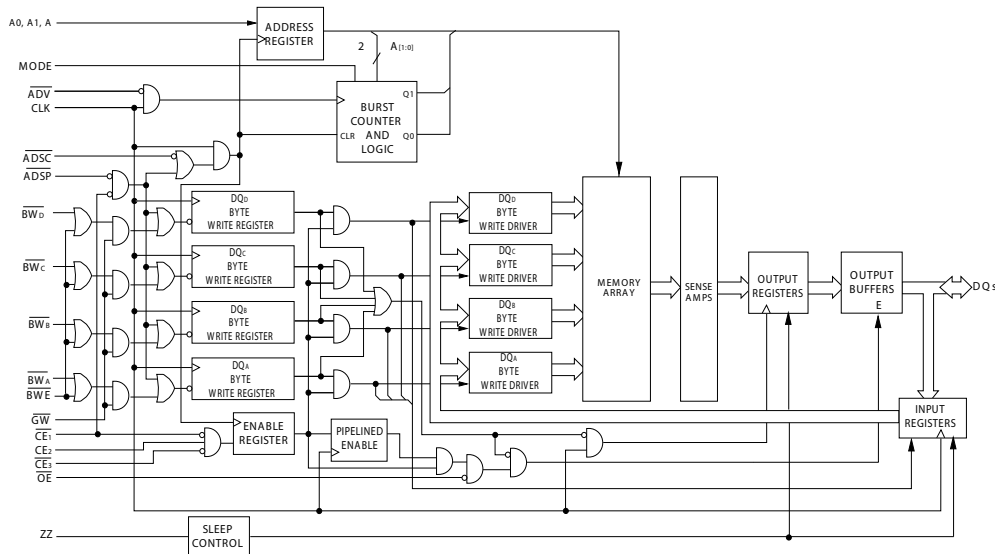 A0, A1, A
ADDRESS
REGISTER
2
A[1:0]
MODE
ADV
CLK
Q1
BURST
COUNTER
AND
LOGIC
CLR
Q0
ADSC
ADSP
BWD
DQD
BYTE
WRITE REGISTER
DQD
BYTE
WRITE DRIVER
BWC
DQC
BYTE
WRITE REGISTER
DQC
BYTE
WRITE DRIVER
BWB
DQB
BYTE
WRITE REGISTER
DQB
BYTE
WRITE DRIVER
BWA
BWE
DQA
BYTE
WRITE REGISTER
DQA
BYTE
WRITE DRIVER
MEMORY
ARRAY
SENSE
AMPS
OUTPUT
REGISTERS
OUTPUT
BUFFERS
E
DQs
GW
CE1
CE2
CE3
OE
ENABLE
REGISTER
PIPELINED
ENABLE
INPUT
REGISTERS
ZZ
SLEEP
CONTROL